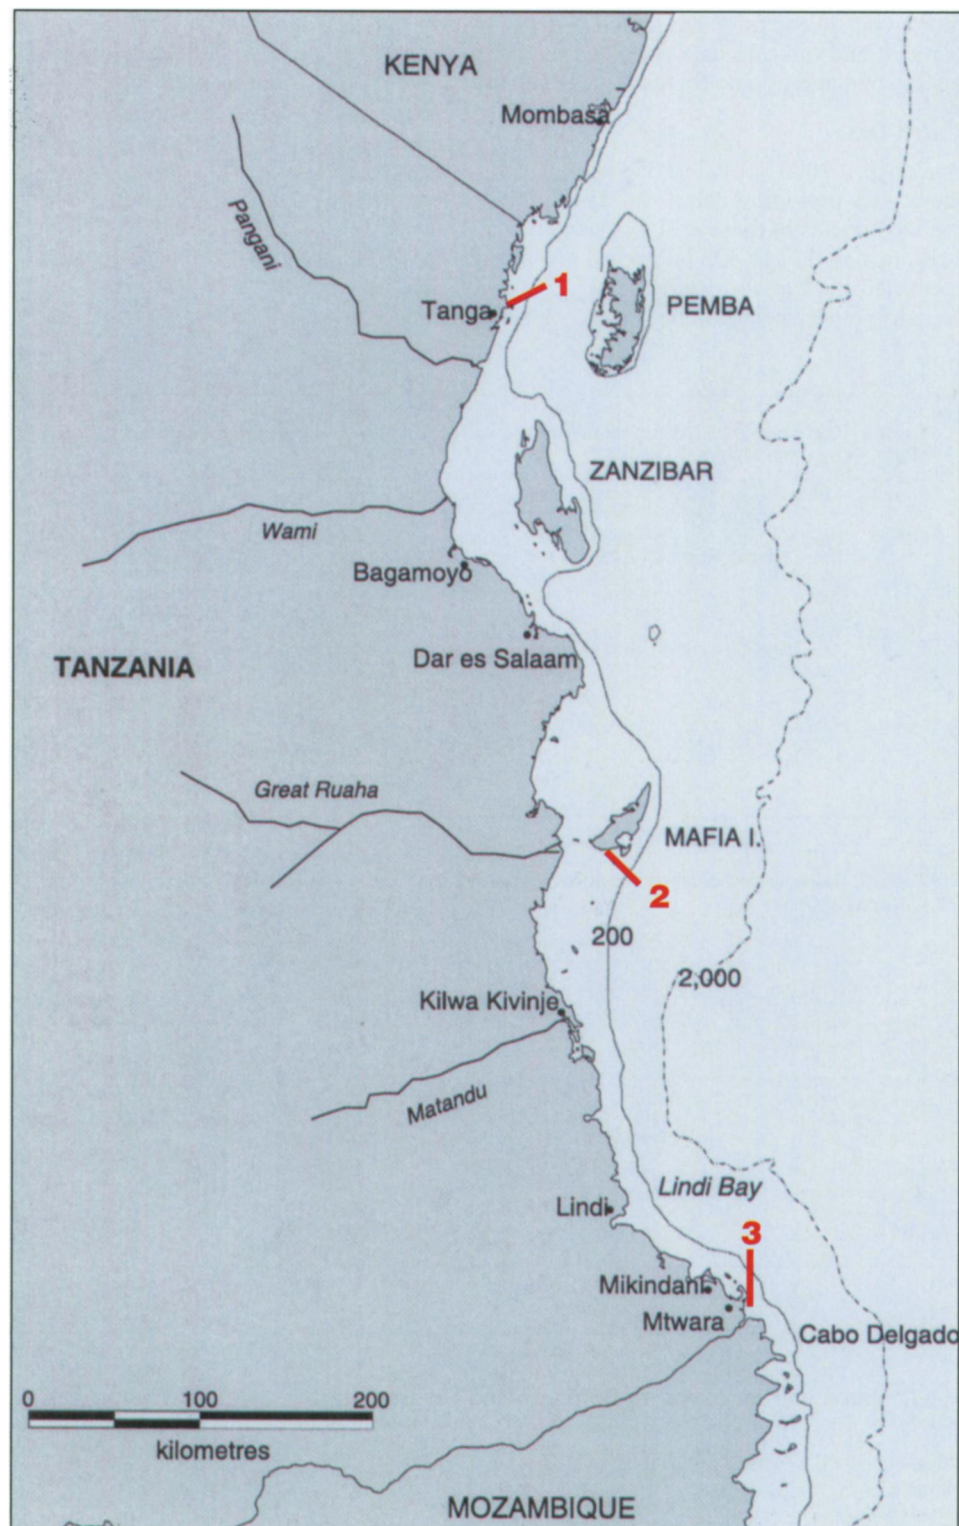 KENYA
Mombasa
Pangani
1
Tanga
PEMBA
ZANZIBAR
Wami
Bagamoyo
Dar es Salaam
TANZANIA
Great Ruaha
MAFIA I.
2
200
2,000
Kilwa Kivinje
Matandu
Lindi Bay
Lindi
3
Mikindani
Mtwara
Cabo Delgado
0 100 200
kilometres
MOZAMBIQUE